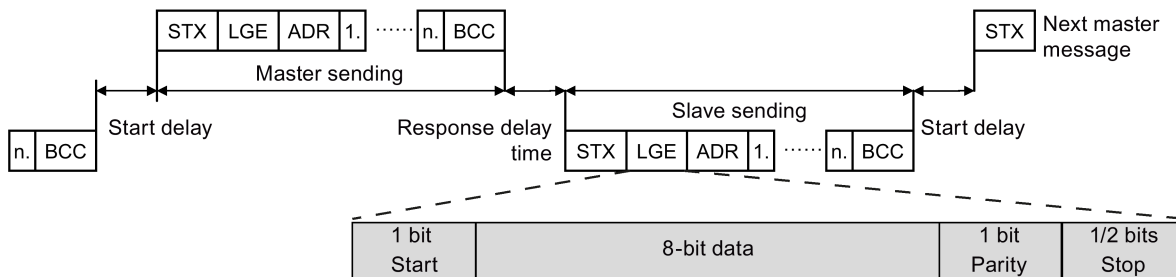 STX LGE ADR 1. ...... n. BCC
STX
Next master
message
Master sending
Start delay
n. BCC
Response delay
time
Slave sending
Start delay
STX LGE ADR 1. ...... n. BCC
1 bit
Start
8-bit data
1 bit
Parity
1/2 bits
Stop